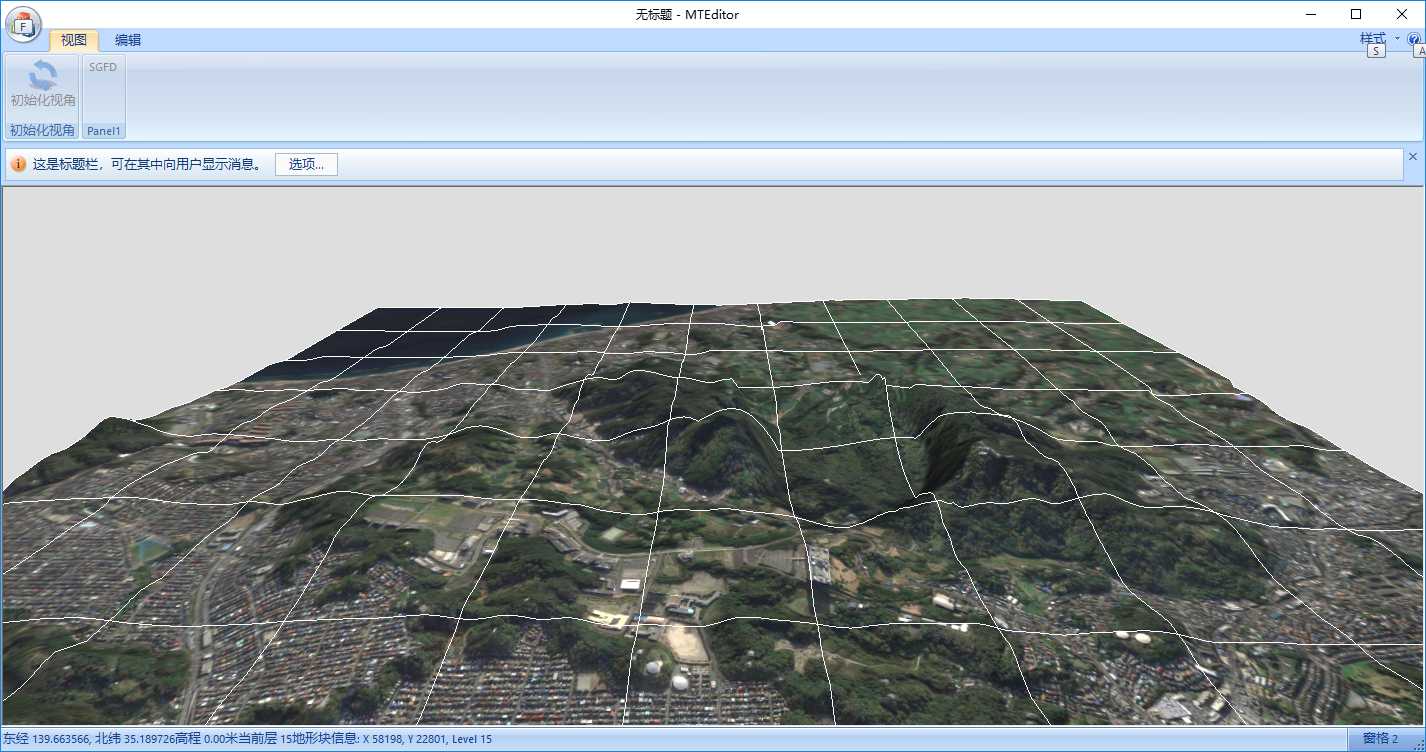 无标题 - MTEditor
F
视图 编辑 样式
S A
初始化视角 SGFD
初始化视角 Panel1
这是标题栏，可在其中向用户显示消息。 选项...
东经 139.663566, 北纬 35.189726高程 0.00米当前层 15地形块信息: X 58198, Y 22801, Level 15 窗格 2